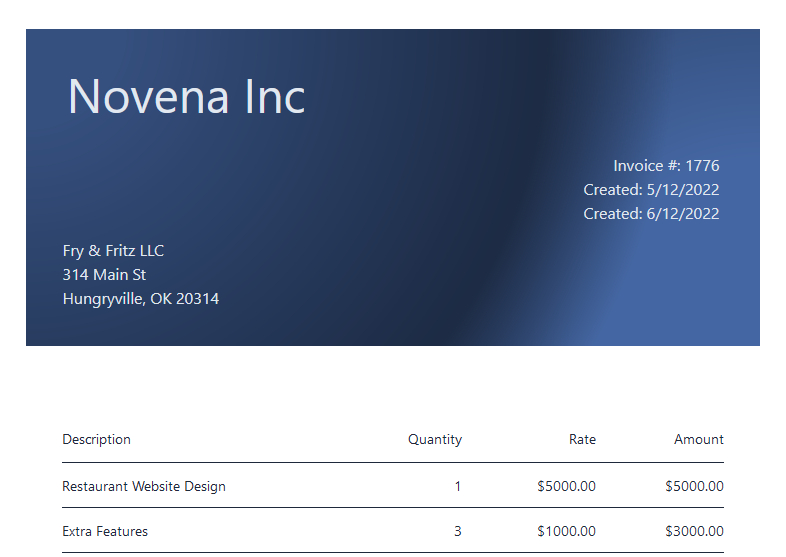 Novena Inc
Invoice #: 1776
Created: 5/12/2022
Created: 6/12/2022
Fry & Fritz LLC
314 Main St
Hungryville, OK 20314
Description Quantity Rate Amount
Restaurant Website Design 1 $5000.00 $5000.00
Extra Features 3 $1000.00 $3000.00